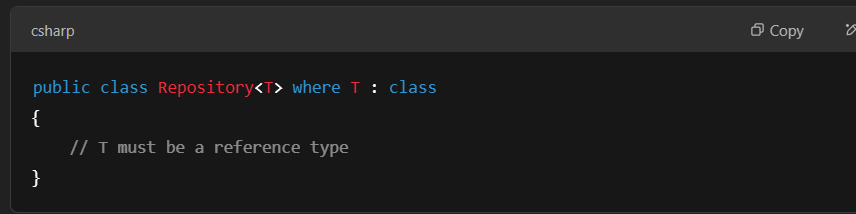 csharp
Copy
public class Repository<T> where T : class
{
// T must be a reference type
}